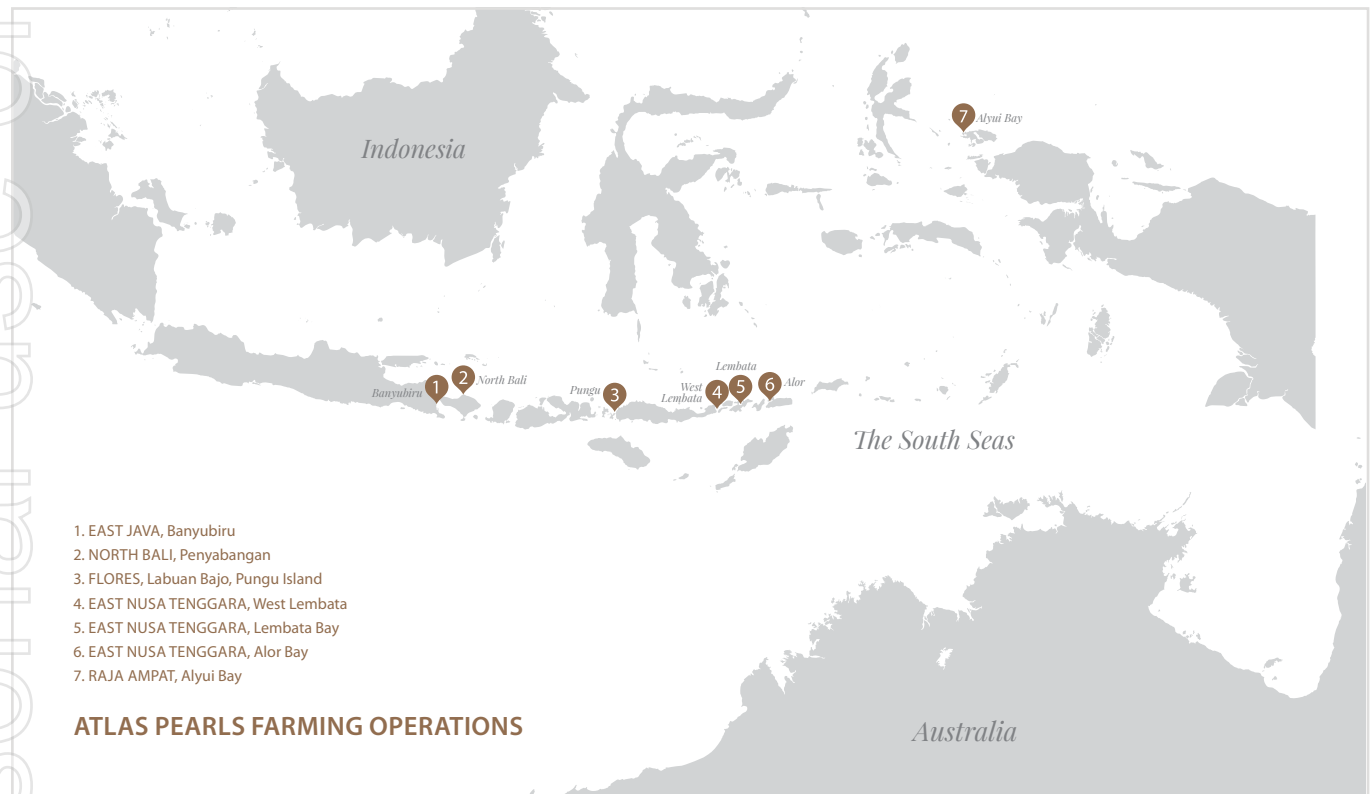 Indonesia
7
Alyui Bay
Banyubiru
1
2
North Bali
Pungu
3
West
Lembata
4
Lembata
5
6
Alor
The South Seas
1. EAST JAVA, Banyubiru
2. NORTH BALI, Penyabangan
3. FLORES, Labuan Bajo, Pungu Island
4. EAST NUSA TENGGARA, West Lembata
5. EAST NUSA TENGGARA, Lembata Bay
6. EAST NUSA TENGGARA, Alor Bay
7. RAJA AMPAT, Alyui Bay
ATLAS PEARLS FARMING OPERATIONS
Australia